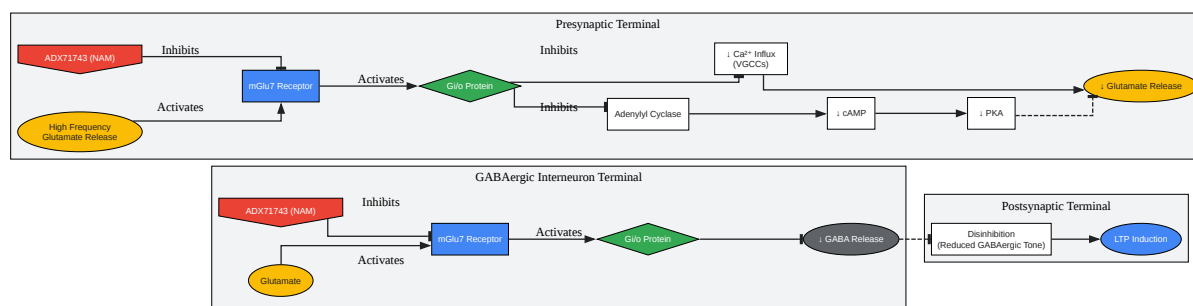 Presynaptic Terminal
ADX71743 (NAM)
Inhibits
Inhibits
↓ Ca²⁺ Influx
(VGCCs)
mGlu7 Receptor
Activates
Gi/o Protein
↓ Glutamate Release
Activates
Inhibits
High Frequency
Glutamate Release
Adenylyl Cyclase
↓ cAMP
↓ PKA
GABAergic Interneuron Terminal
ADX71743 (NAM)
Inhibits
mGlu7 Receptor
Activates
Gi/o Protein
↓ GABA Release
Activates
Glutamate
Postsynaptic Terminal
Disinhibition
(Reduced GABAergic Tone)
LTP Induction